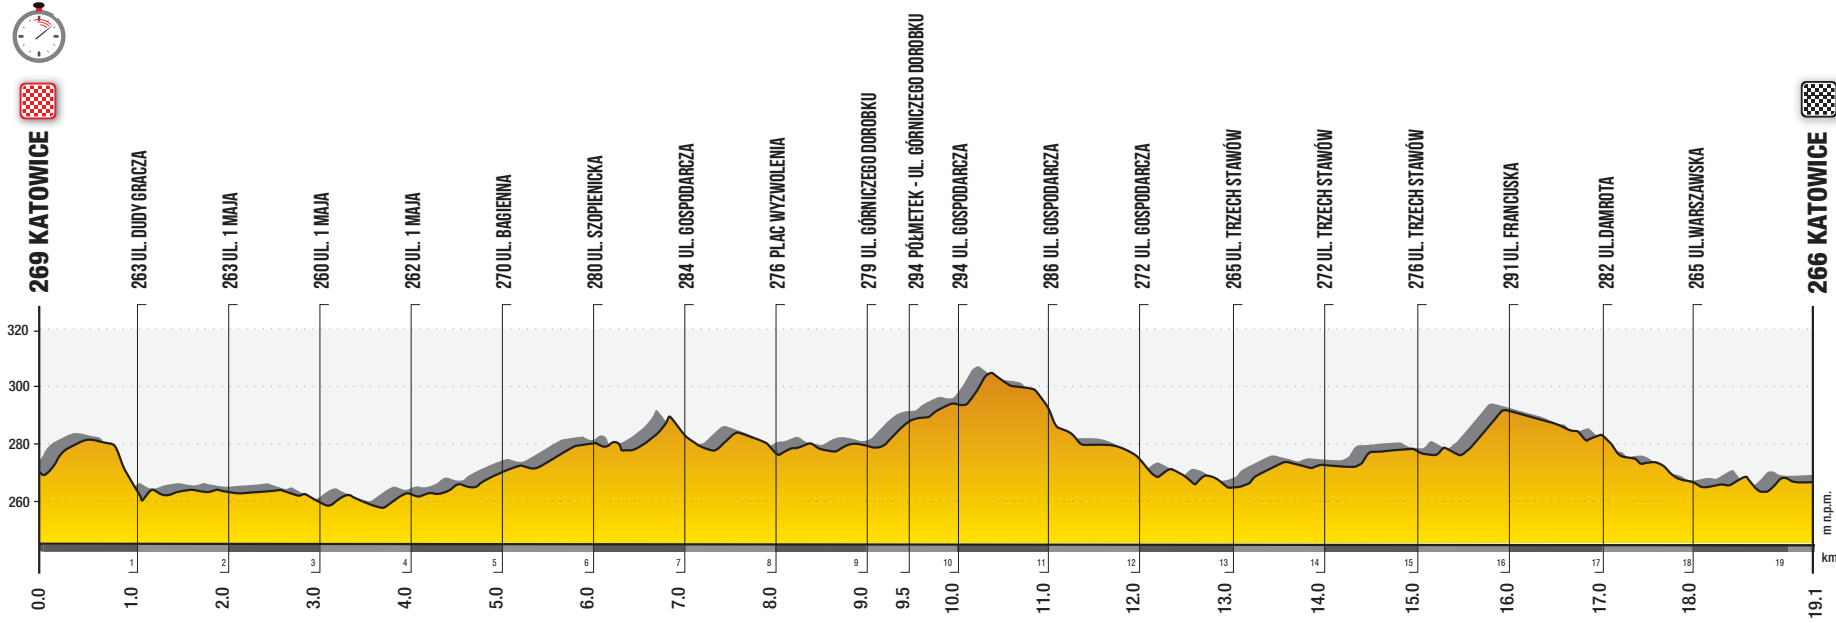 269 KATOWICE
263 UL. DUDY GRACZA
263 UL. 1 MAJA
260 UL. 1 MAJA
262 UL. 1 MAJA
270 UL. BAGIENNA
280 UL. SZOPIENICKA
284 UL. GOSPODARCZA
276 PLAC WYZWOLENIA
279 UL. GÓRNICZEGO DOROBKU
294 PÓŁMETEK - UL. GÓRNICZEGO DOROBKU
294 UL. GOSPODARCZA
286 UL. GOSPODARCZA
272 UL. GOSPODARCZA
265 UL. TRZECH STAWÓW
272 UL. TRZECH STAWÓW
276 UL. TRZECH STAWÓW
291 UL. FRANCUSKA
282 UL.DAMROTA
265 UL.WARSZAWSKA
266 KATOWICE
320
300
280
260
m n.p.m.
1 2 3 4 5 6 7 8 9 10 11 12 13 14 15 16 17 18 19
km
0.0 1.0 2.0 3.0 4.0 5.0 6.0 7.0 8.0 9.0 9.5 10.0 11.0 12.0 13.0 14.0 15.0 16.0 17.0 18.0 19.1